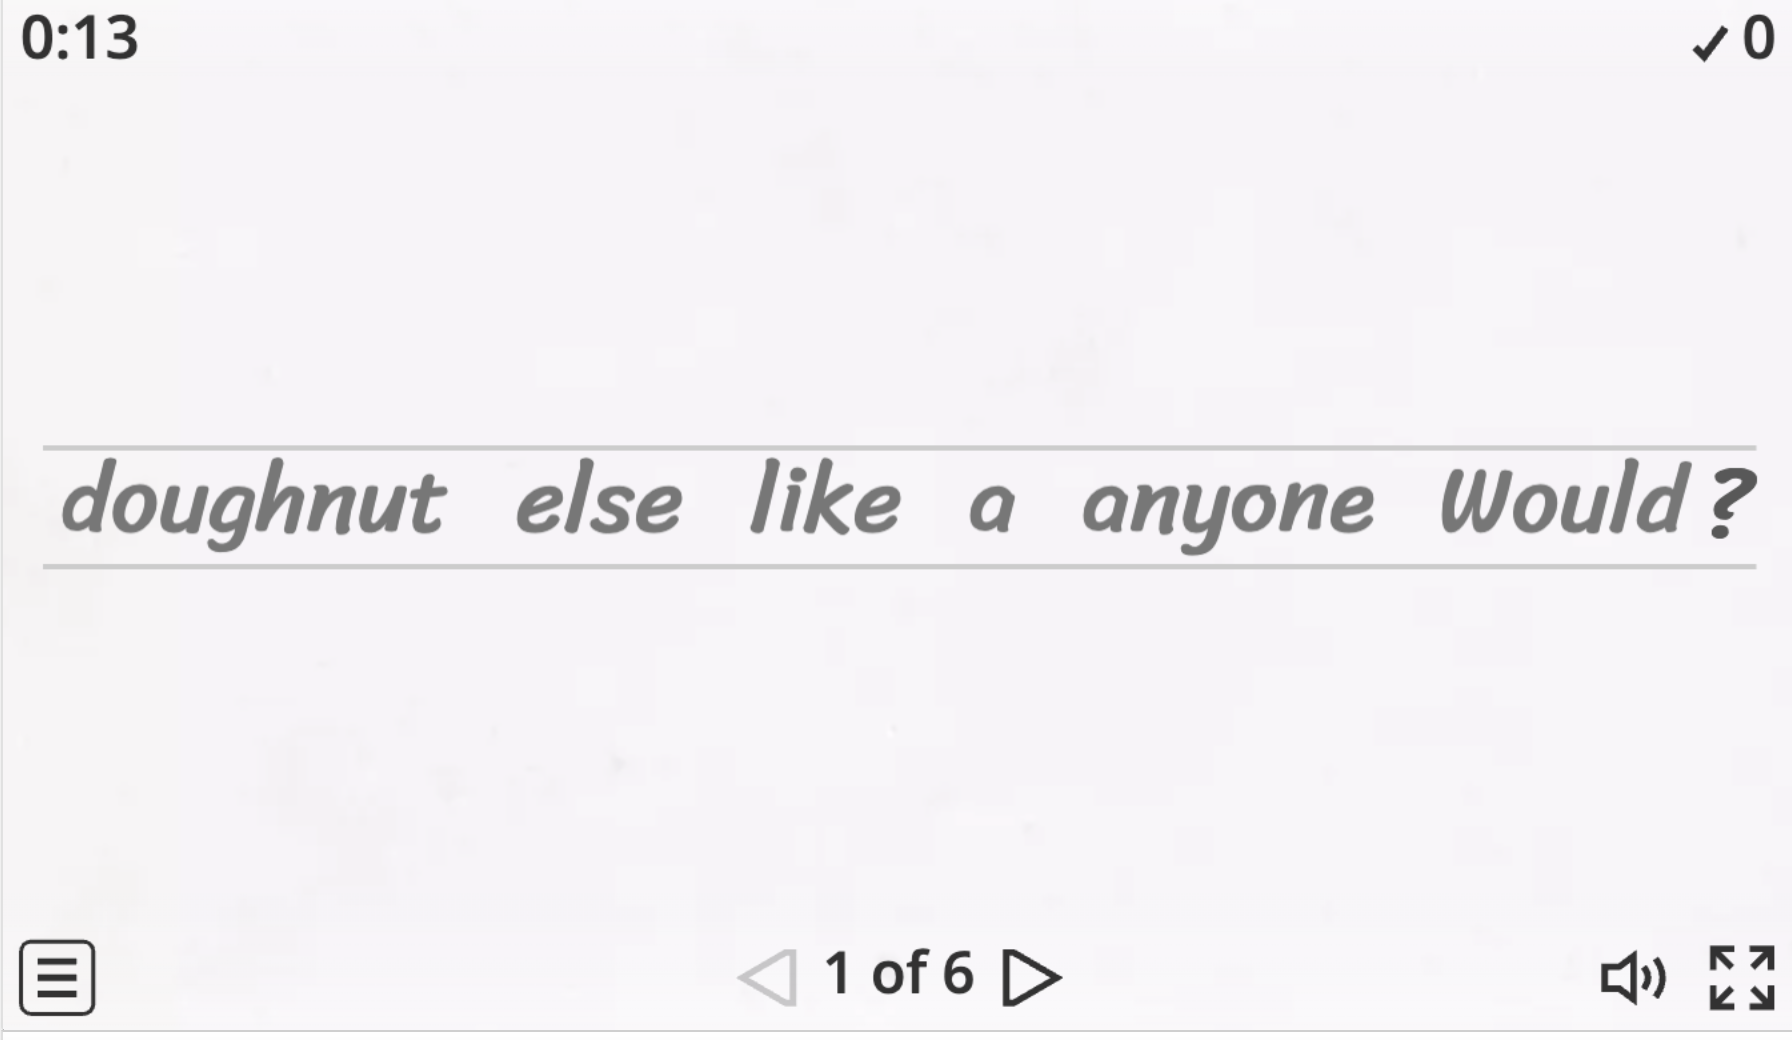 0:13
✓ 0
doughnut else like a anyone Would ?
1 of 6